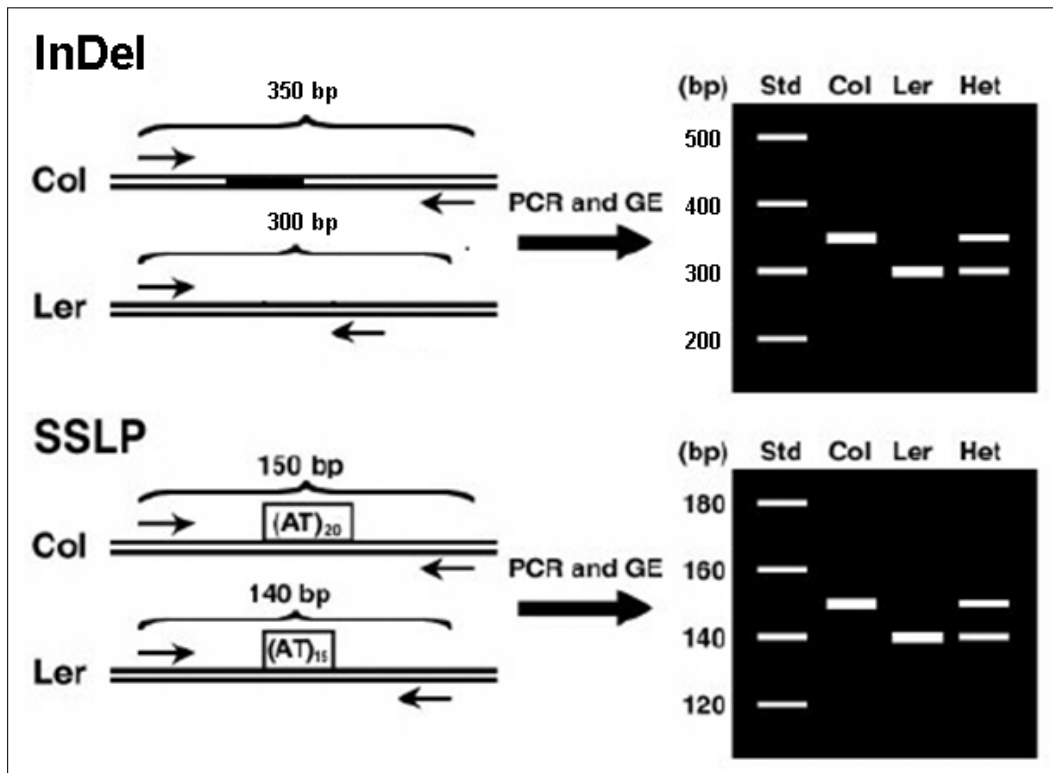 InDel
350 bp
Col
300 bp
Ler
PCR and GE
(bp) Std Col Ler Het
500
400
300
200
SSLP
150 bp
(AT)20
Col
140 bp
(AT)15
Ler
PCR and GE
(bp) Std Col Ler Het
180
160
140
120